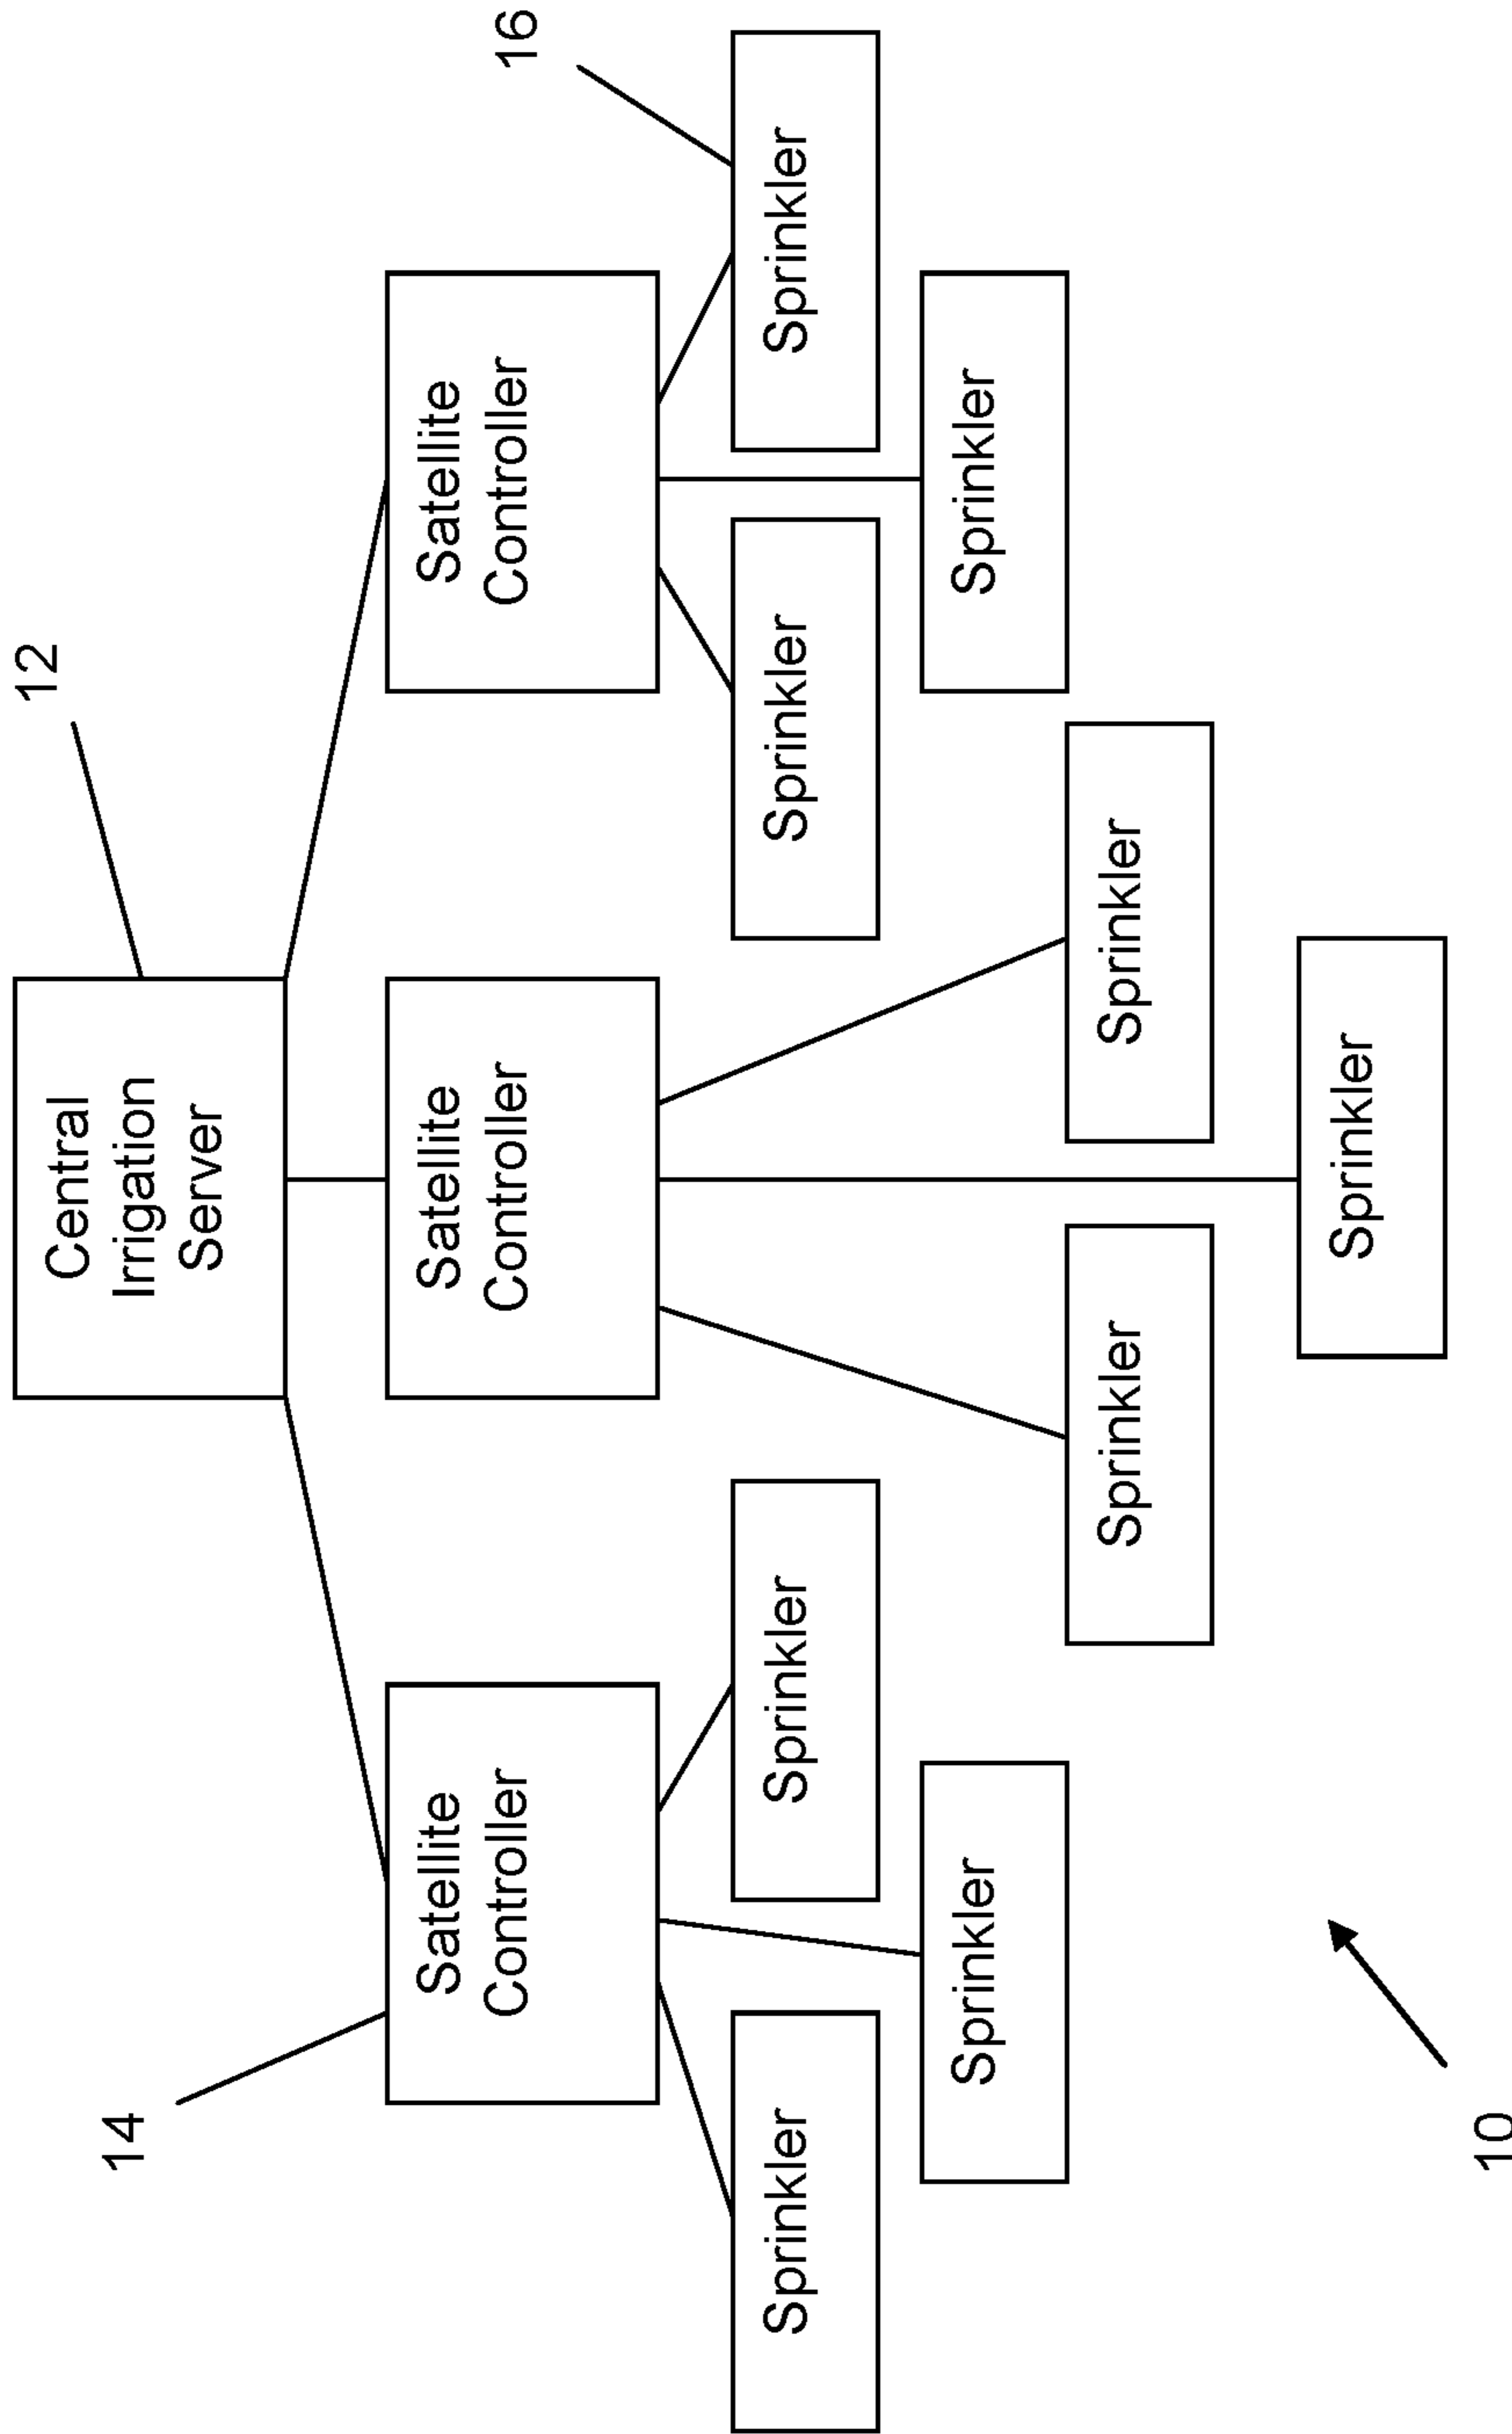 12
Central
Irrigation
Server
14
Satellite
Controller
Satellite
Controller
Satellite
Controller
16
Sprinkler
Sprinkler
Sprinkler
Sprinkler
Sprinkler
Sprinkler
Sprinkler
Sprinkler
Sprinkler
10